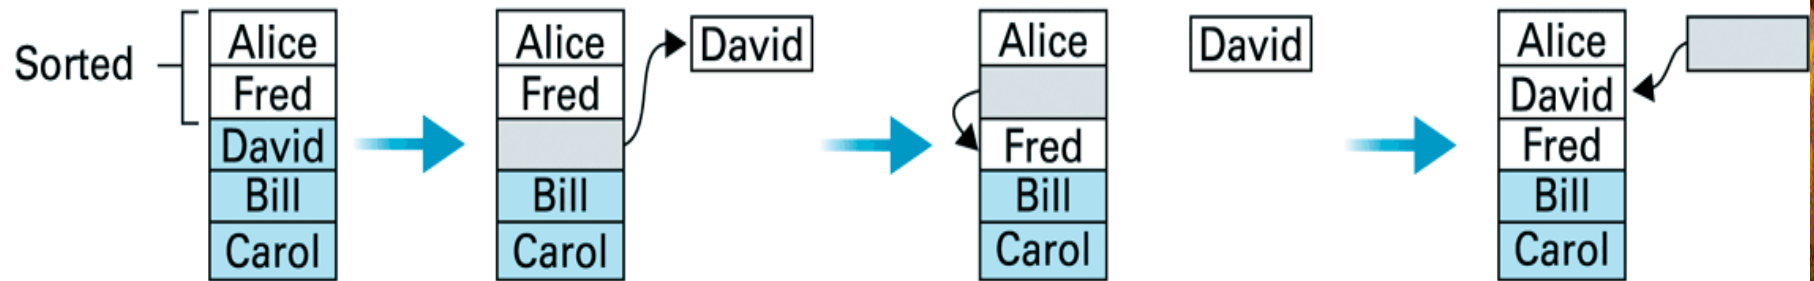 Sorted
Alice
Fred
David
Bill
Carol
Alice
Fred
Bill
Carol
David
Alice
Fred
Bill
Carol
David
Alice
David
Fred
Bill
Carol